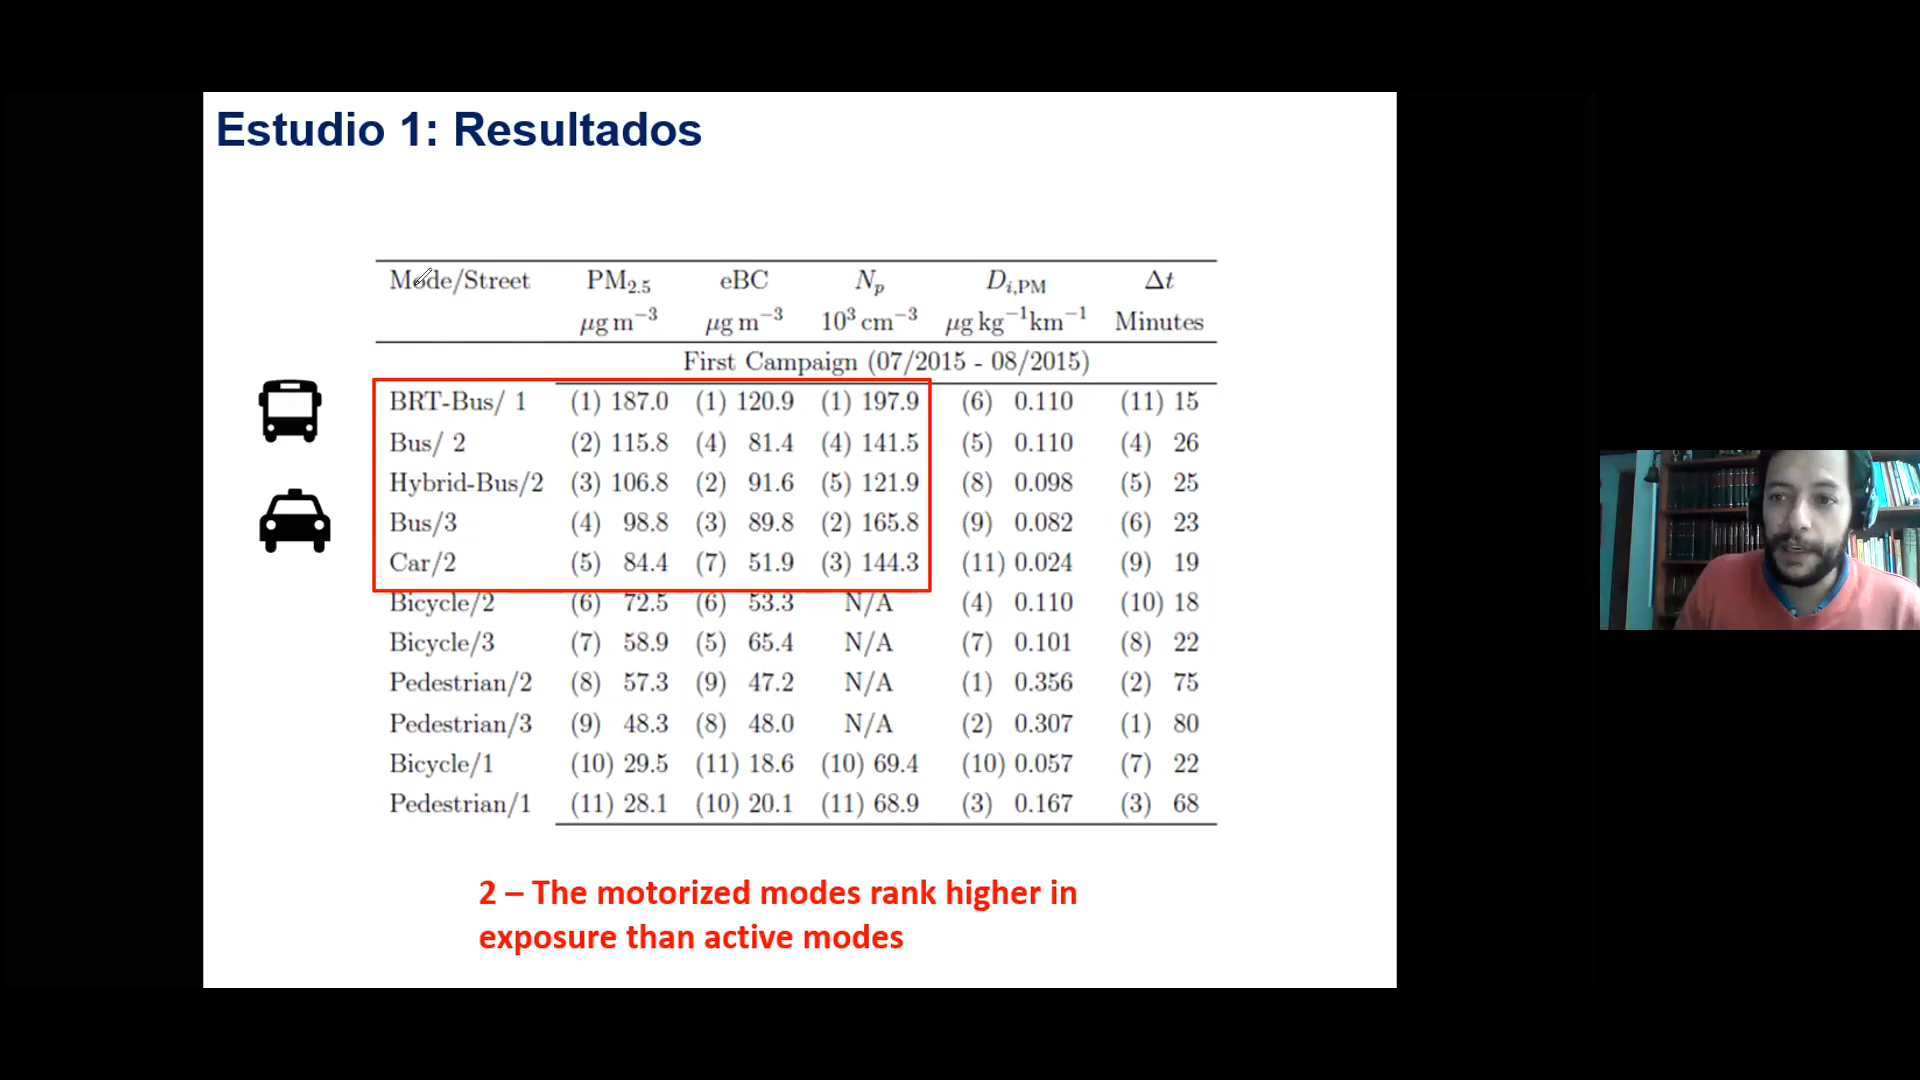 Estudio 1: Resultados
Mode/Street PM2.5 eBC Np Di,PM Δt
μg m−3 μg m−3 10³ cm−3 μg kg−1km−1 Minutes
First Campaign (07/2015 - 08/2015)
BRT-Bus/ 1 (1) 187.0 (1) 120.9 (1) 197.9 (6) 0.110 (11) 15
Bus/ 2 (2) 115.8 (4) 81.4 (4) 141.5 (5) 0.110 (4) 26
Hybrid-Bus/2 (3) 106.8 (2) 91.6 (5) 121.9 (8) 0.098 (5) 25
Bus/3 (4) 98.8 (3) 89.8 (2) 165.8 (9) 0.082 (6) 23
Car/2 (5) 84.4 (7) 51.9 (3) 144.3 (11) 0.024 (9) 19
Bicycle/2 (6) 72.5 (6) 53.3 N/A (4) 0.110 (10) 18
Bicycle/3 (7) 58.9 (5) 65.4 N/A (7) 0.101 (8) 22
Pedestrian/2 (8) 57.3 (9) 47.2 N/A (1) 0.356 (2) 75
Pedestrian/3 (9) 48.3 (8) 48.0 N/A (2) 0.307 (1) 80
Bicycle/1 (10) 29.5 (11) 18.6 (10) 69.4 (10) 0.057 (7) 22
Pedestrian/1 (11) 28.1 (10) 20.1 (11) 68.9 (3) 0.167 (3) 68
2 – The motorized modes rank higher in
exposure than active modes